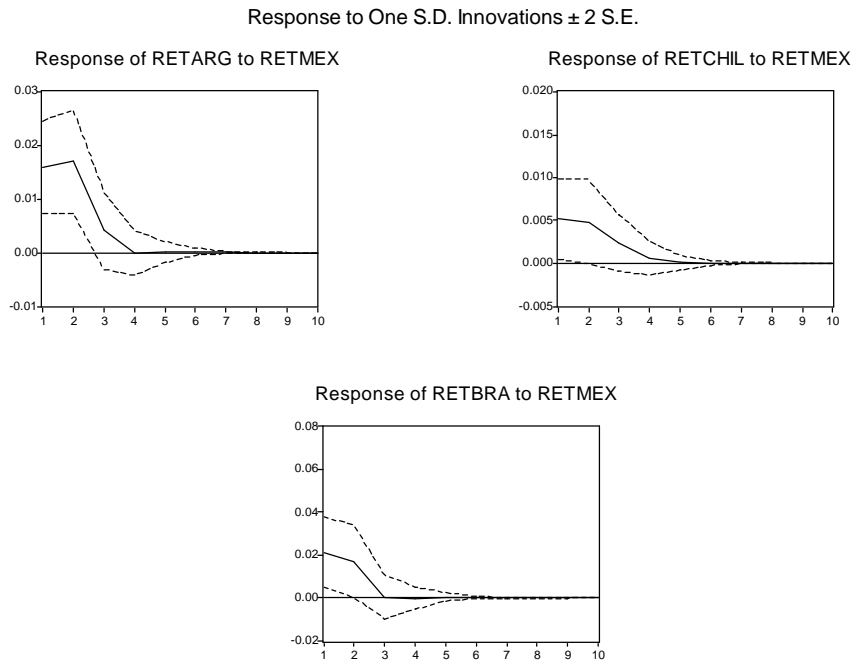 Response to One S.D. Innovations ± 2 S.E.
Response of RETARG to RETMEX
0.03
0.02
0.01
0.00
-0.01
1 2 3 4 5 6 7 8 9 10
Response of RETCHIL to RETMEX
0.020
0.015
0.010
0.005
0.000
-0.005
1 2 3 4 5 6 7 8 9 10
Response of RETBRA to RETMEX
0.08
0.06
0.04
0.02
0.00
-0.02
1 2 3 4 5 6 7 8 9 10